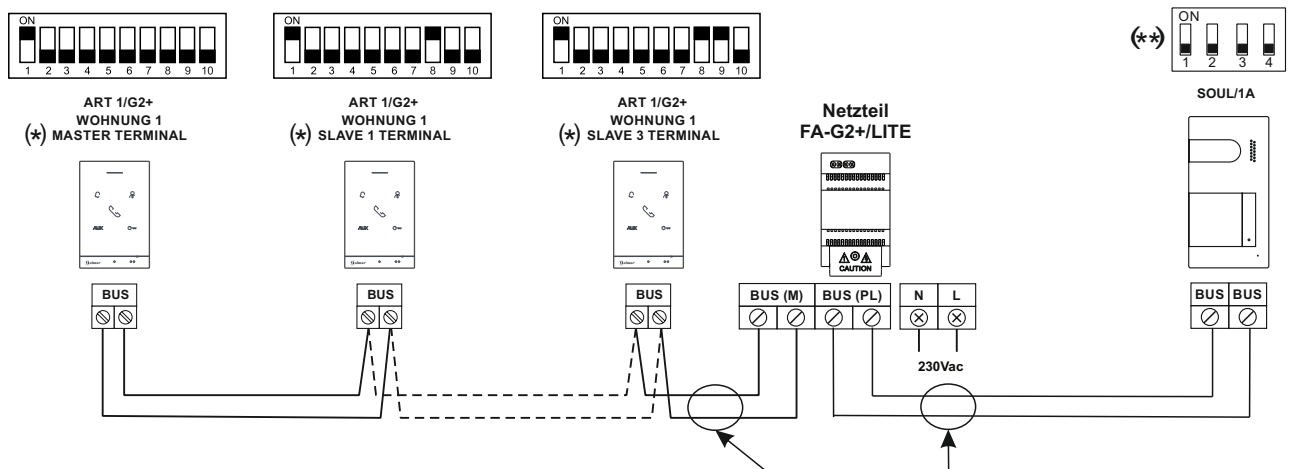 ON
1 2 3 4 5 6 7 8 9 10
ON
1 2 3 4 5 6 7 8 9 10
ON
1 2 3 4 5 6 7 8 9 10
ON
1 2 3 4
(**)
ART 1/G2+
WOHNUNG 1
(*) MASTER TERMINAL
ART 1/G2+
WOHNUNG 1
(*) SLAVE 1 TERMINAL
ART 1/G2+
WOHNUNG 1
(*) SLAVE 3 TERMINAL
Netzteil
FA-G2+/LITE
SOUL/1A
AUX
AUX
AUX
CAUTION
BUS
BUS
BUS
BUS (M) BUS (PL) N L
BUS BUS
230Vac